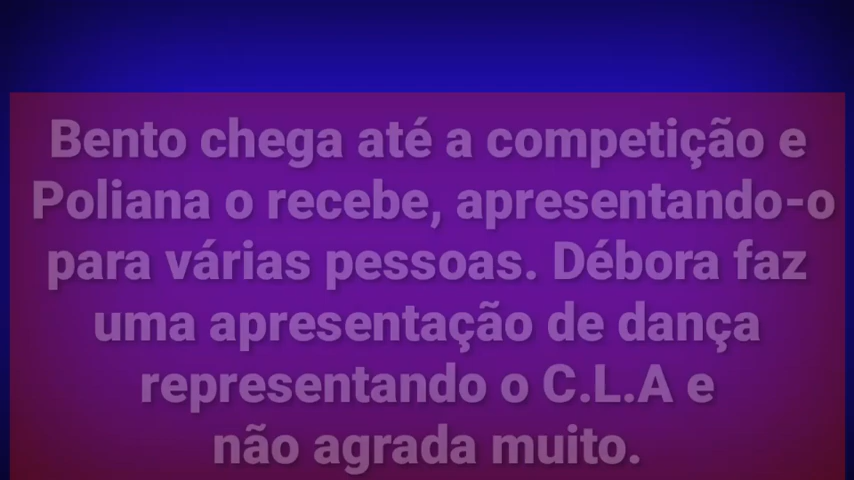 Bento chega até a competição e
Poliana o recebe, apresentando-o
para várias pessoas. Débora faz
uma apresentação de dança
representando o C.L.A e
não agrada muito.